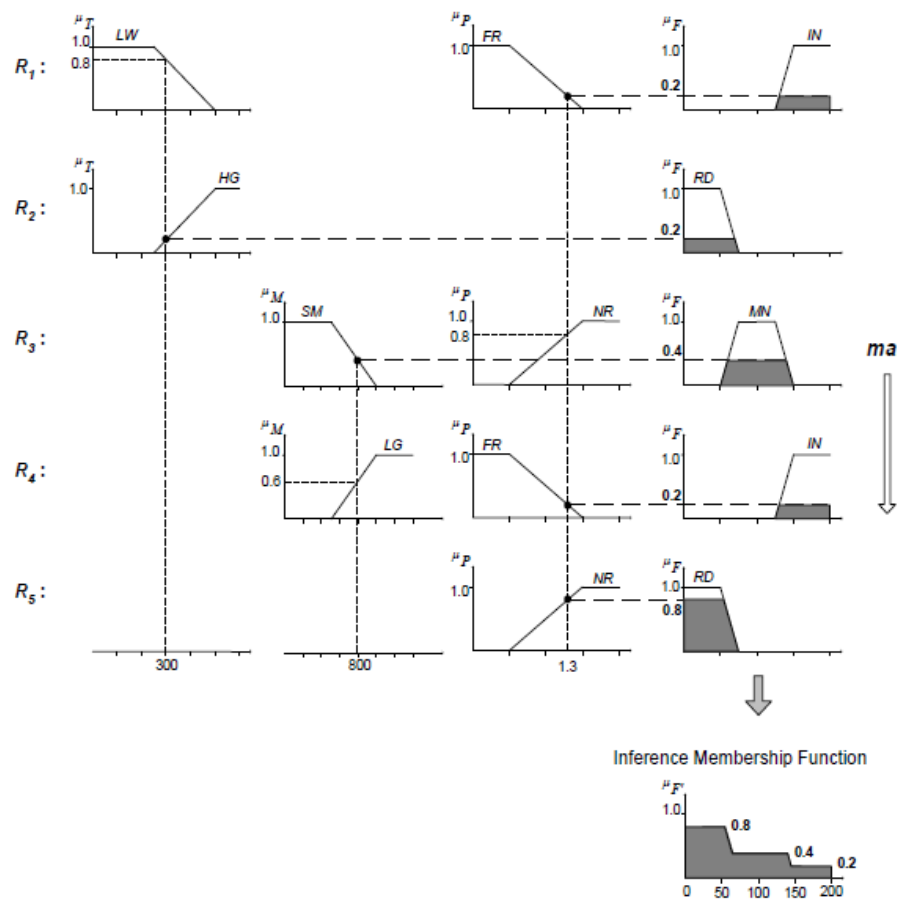 R1 :
μT
LW
1.0
0.8
μP
FR
1.0
μF
IN
1.0
0.2
R2 :
μT
HG
1.0
μF
RD
1.0
0.2
R3 :
μM
SM
1.0
μP
NR
1.0
0.8
μF
MN
1.0
0.4
ma
R4 :
μM
LG
1.0
0.6
μP
FR
1.0
μF
IN
1.0
0.2
R5 :
μP
NR
1.0
μF
RD
1.0
0.8
300
800
1.3
Inference Membership Function
μF'
1.0
0.8
0.4
0.2
0 50 100 150 200